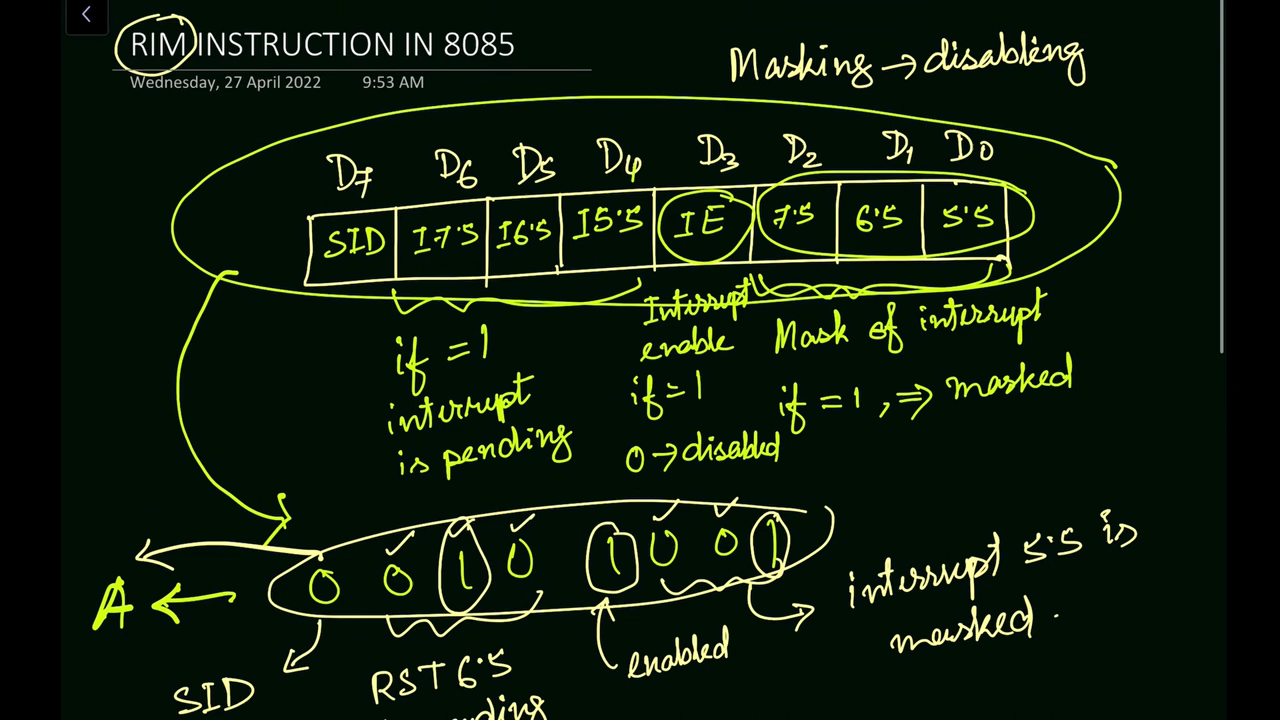 RIM INSTRUCTION IN 8085
Wednesday, 27 April 2022 9:53 AM
Masking → disabling
D7 D6 D5 D4 D3 D2 D1 D0
SID I7.5 I6.5 I5.5 IE 7.5 6.5 5.5
if = 1
interrupt
is pending
Interrupt
enable
if = 1
0 → disabled
Mask of interrupt
if = 1, ⇒ masked
0 0 1 0 1 0 0 1
A ←
SID
RST 6.5
enabled
interrupt 5.5 is
masked.